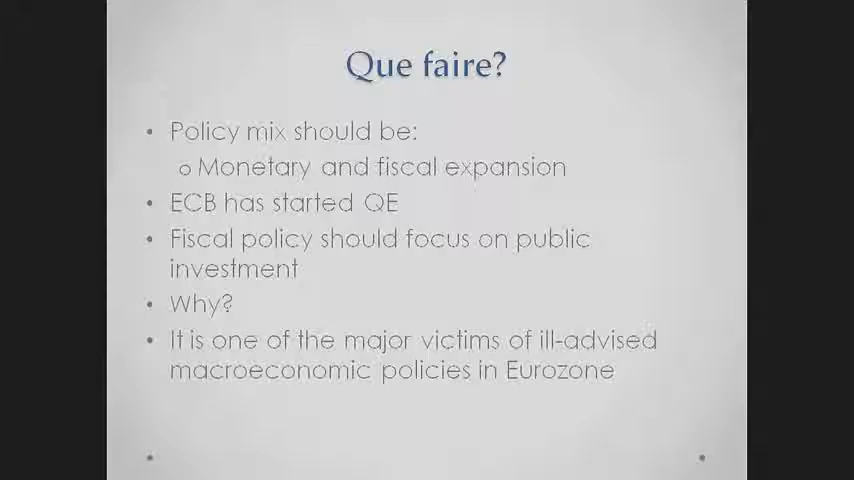 Que faire?
• Policy mix should be:
o Monetary and fiscal expansion
• ECB has started QE
• Fiscal policy should focus on public
investment
• Why?
• It is one of the major victims of ill-advised
macroeconomic policies in Eurozone